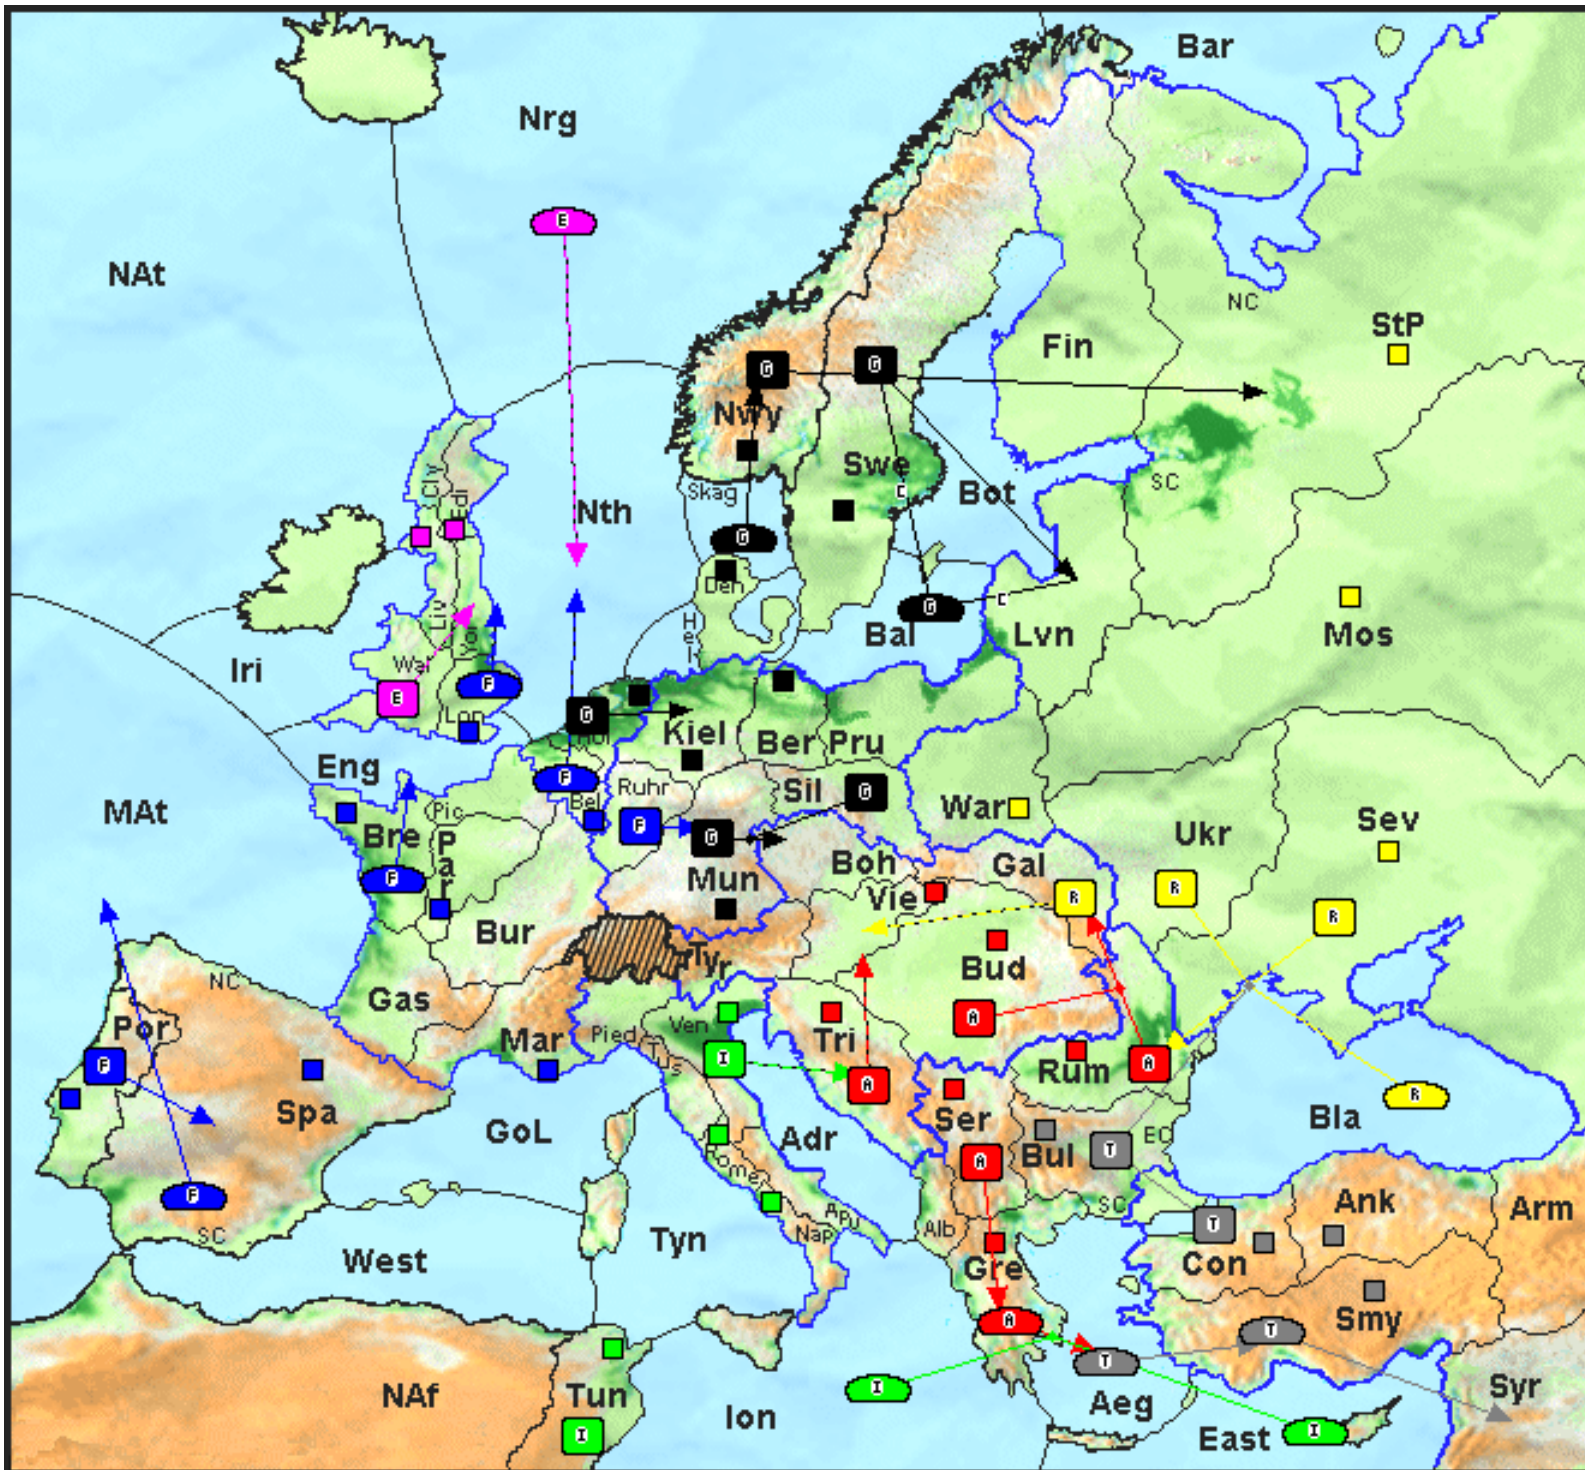 Bar
Nrg
E
NAt
NC
StP
Fin
G
G
Nwy
Swe
Skag
C
Bot
SC
Nth
Cly
Edi
G
Den
G
C
Bal
Lvn
Mos
Hel
Liv
Yor
Wal
Iri
E
F
Lon
G
Hol
Kiel
Ber
Pru
Eng
F
Ruhr
Sil
G
War
Bel
MAt
Pic
Bre
Par
F
G
Ukr
Sev
F
Boh
Gal
Mun
Vie
R
R
R
Bur
Tyr
Bud
NC
Gas
Por
Mar
Pied
Ven
Tri
A
Tus
I
Rum
A
F
A
Spa
GoL
Adr
Ser
R
Bla
Rome
A
Bul
T
EC
F
SC
Apu
Nap
Alb
SC
Ank
Arm
West
Tyn
T
Con
Gre
A
T
Smy
T
NAf
Tun
I
Ion
Aeg
Syr
I
East
I